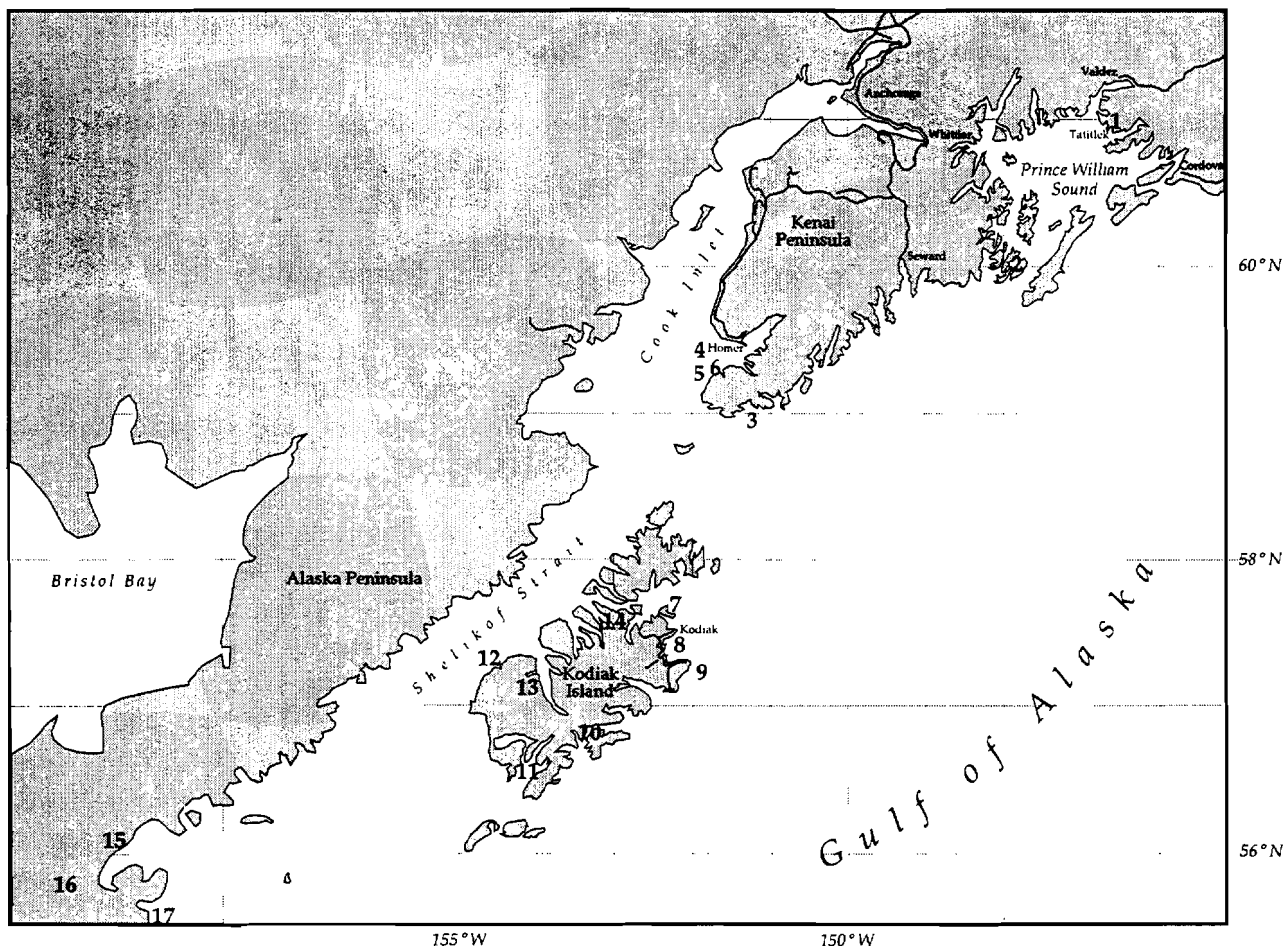 Valdez
Anchorage
1
Tatitlek
Whittier
Cordova
Prince William
Sound
Kenai
Peninsula
Cook Inlet
Seward
60°N
4 Homer
5 6
3
Bristol Bay
Alaska Peninsula
Shelikof Strait
58°N
7
14
Kodiak
8
12
9
13
Kodiak
Island
10
11
Gulf of Alaska
15
56°N
16
17
155°W
150°W